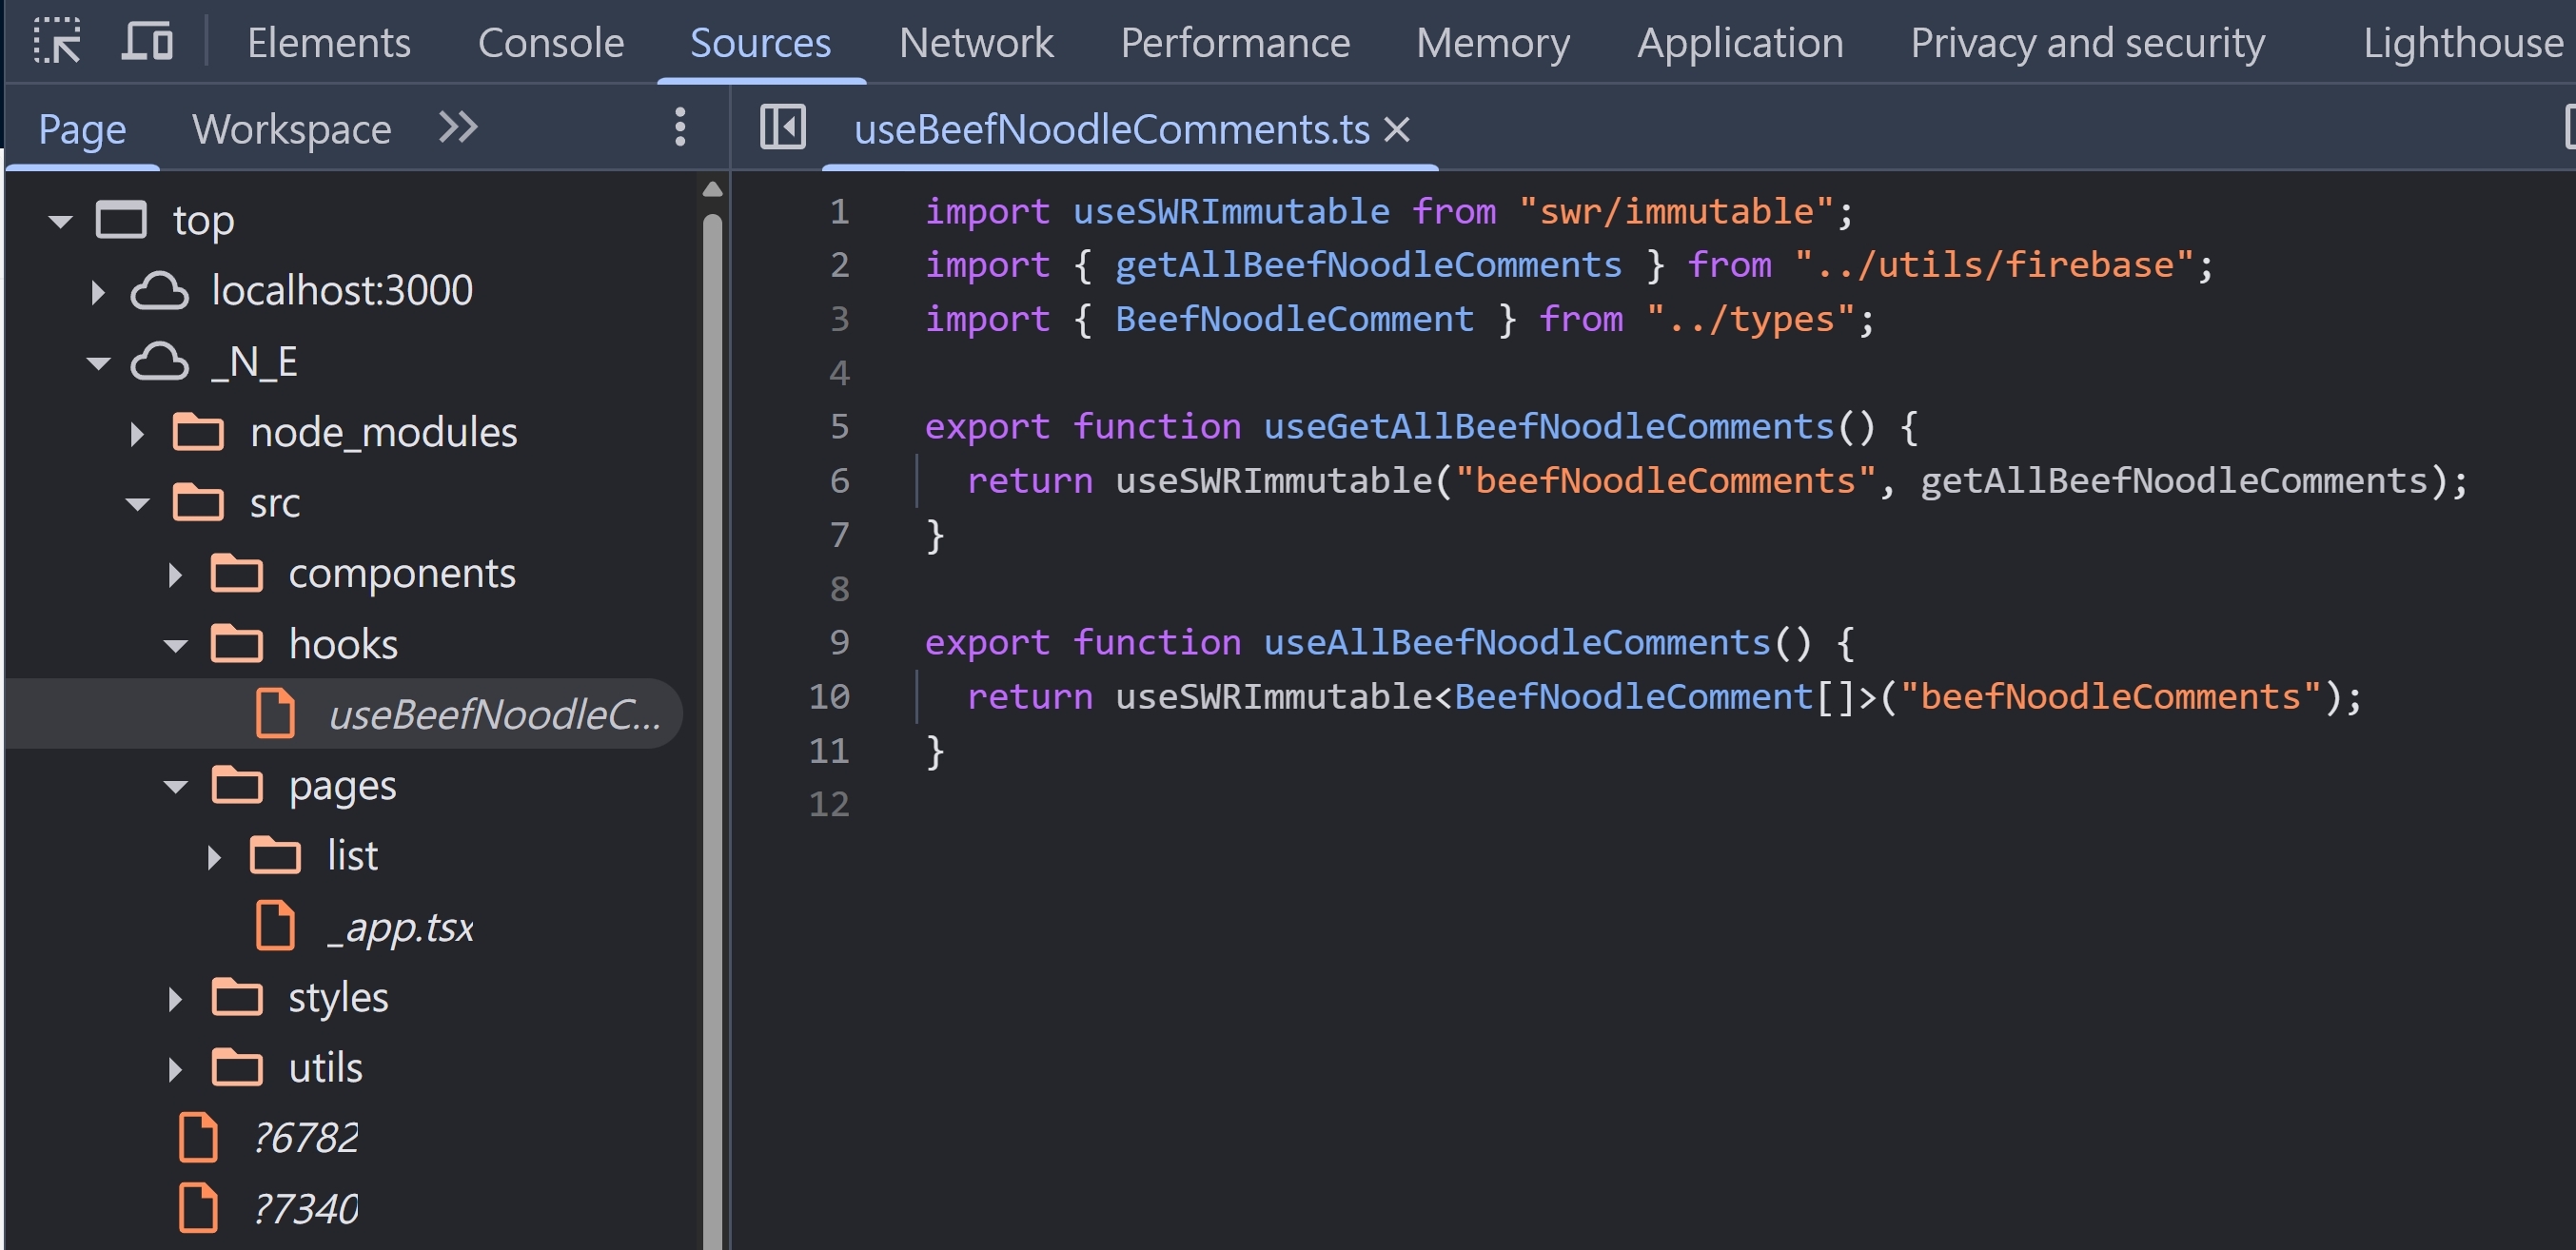 Elements Console Sources Network Performance Memory Application Privacy and security Lighthouse
Page Workspace
useBeefNoodleComments.ts
top
localhost:3000
_N_E
node_modules
src
components
hooks
useBeefNoodleC...
pages
list
_app.tsx
styles
utils
?6782
?7340
1 import useSWRImmutable from "swr/immutable";
2 import { getAllBeefNoodleComments } from "../utils/firebase";
3 import { BeefNoodleComment } from "../types";
4
5 export function useGetAllBeefNoodleComments() {
6 return useSWRImmutable("beefNoodleComments", getAllBeefNoodleComments);
7 }
8
9 export function useAllBeefNoodleComments() {
10 return useSWRImmutable<BeefNoodleComment[]>("beefNoodleComments");
11 }
12